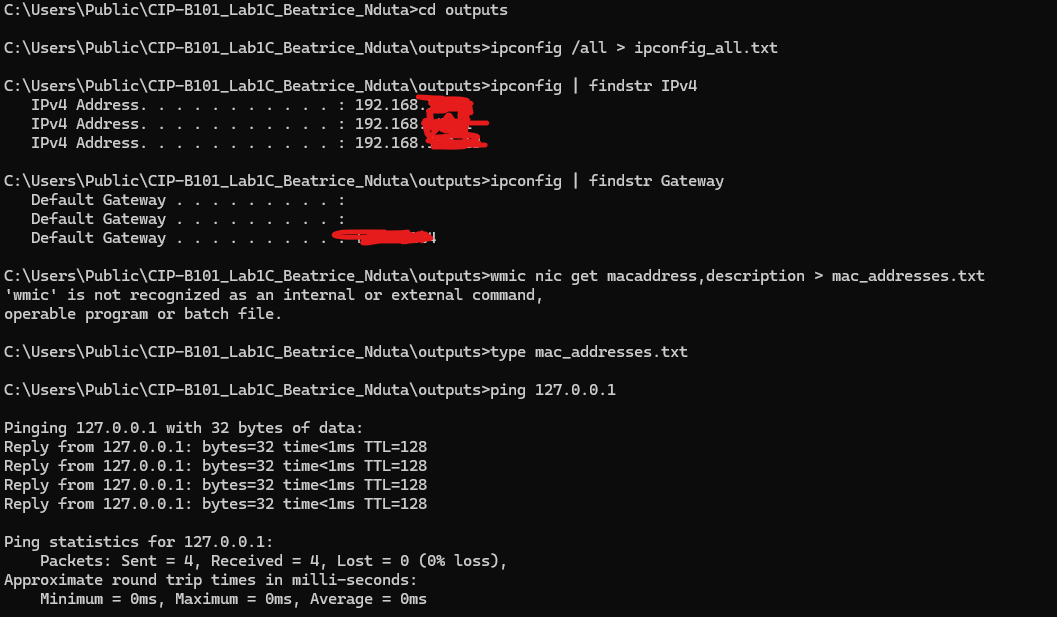 C:\Users\Public\CIP-B101_Lab1C_Beatrice_Nduta>cd outputs
C:\Users\Public\CIP-B101_Lab1C_Beatrice_Nduta\outputs>ipconfig /all > ipconfig_all.txt
C:\Users\Public\CIP-B101_Lab1C_Beatrice_Nduta\outputs>ipconfig | findstr IPv4
IPv4 Address. . . . . . . . . . . : 192.168.
IPv4 Address. . . . . . . . . . . : 192.168.
IPv4 Address. . . . . . . . . . . : 192.168.
C:\Users\Public\CIP-B101_Lab1C_Beatrice_Nduta\outputs>ipconfig | findstr Gateway
Default Gateway . . . . . . . . . :
Default Gateway . . . . . . . . . :
Default Gateway . . . . . . . . .
C:\Users\Public\CIP-B101_Lab1C_Beatrice_Nduta\outputs>wmic nic get macaddress,description > mac_addresses.txt
'wmic' is not recognized as an internal or external command,
operable program or batch file.
C:\Users\Public\CIP-B101_Lab1C_Beatrice_Nduta\outputs>type mac_addresses.txt
C:\Users\Public\CIP-B101_Lab1C_Beatrice_Nduta\outputs>ping 127.0.0.1
Pinging 127.0.0.1 with 32 bytes of data:
Reply from 127.0.0.1: bytes=32 time<1ms TTL=128
Reply from 127.0.0.1: bytes=32 time<1ms TTL=128
Reply from 127.0.0.1: bytes=32 time<1ms TTL=128
Reply from 127.0.0.1: bytes=32 time<1ms TTL=128
Ping statistics for 127.0.0.1:
Packets: Sent = 4, Received = 4, Lost = 0 (0% loss),
Approximate round trip times in milli-seconds:
Minimum = 0ms, Maximum = 0ms, Average = 0ms